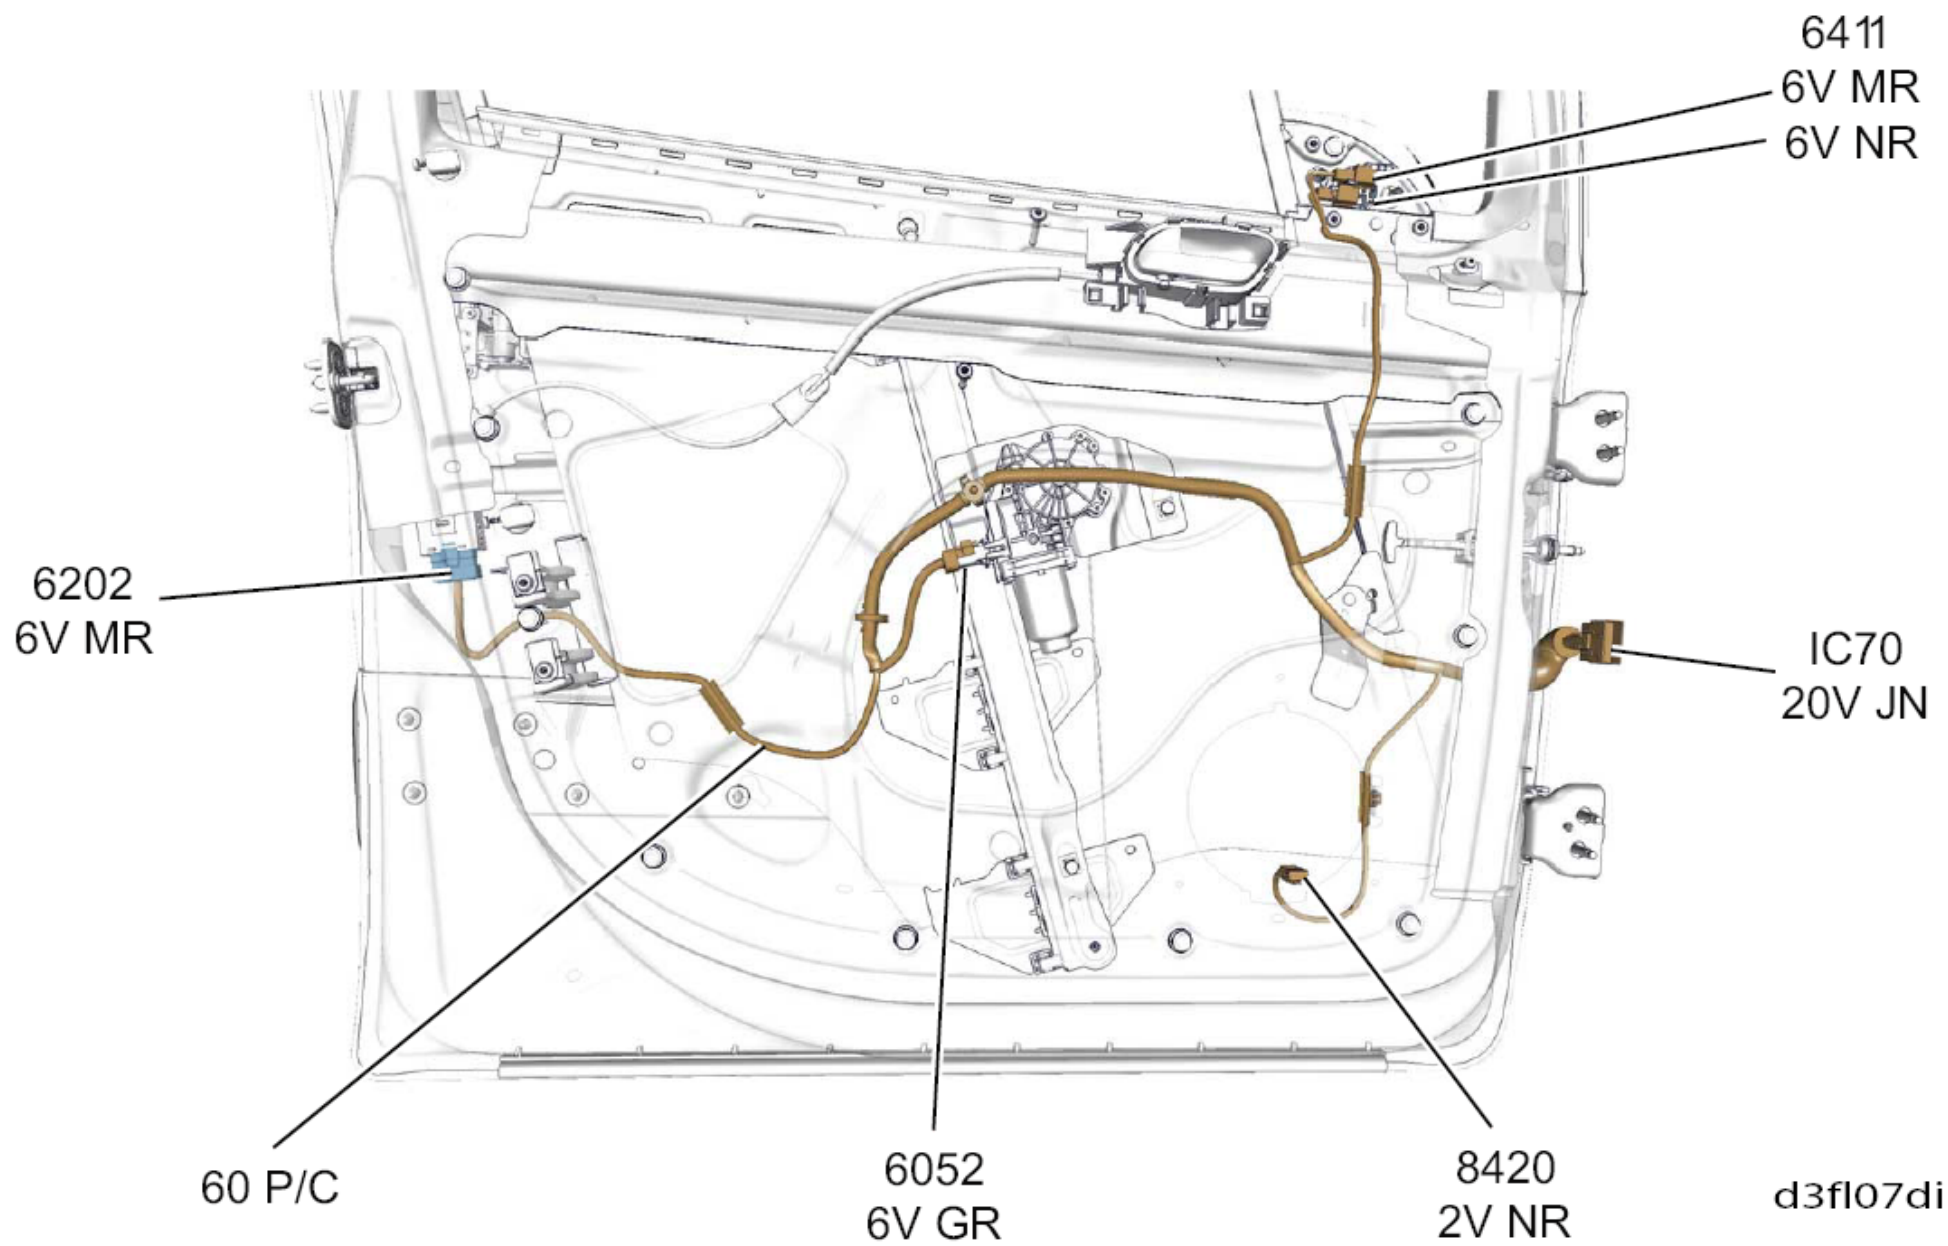 6411
6V MR
6V NR
6202
6V MR
IC70
20V JN
60 P/C
6052
6V GR
8420
2V NR
d3fl07di